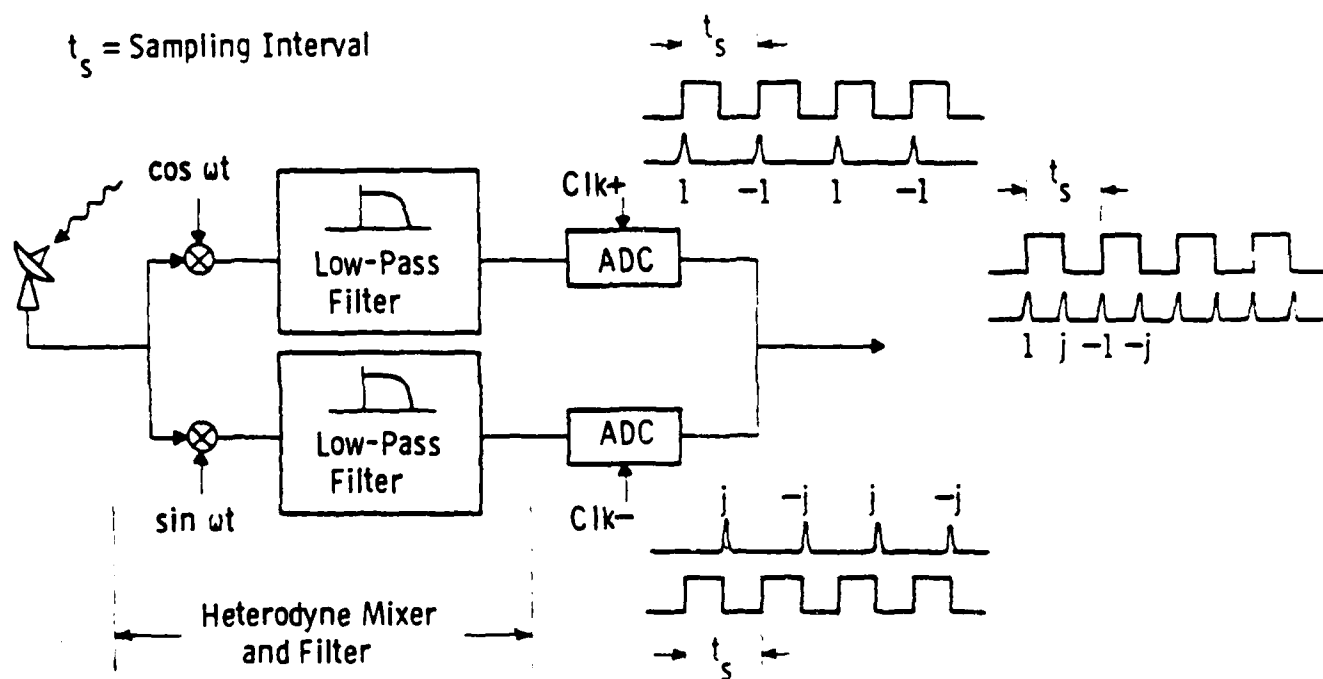 t_s = Sampling Interval
t_s
cos ωt
Clk+
1 −1 1 −1
t_s
Low-Pass
Filter
ADC
1 j −1 −j
Low-Pass
Filter
ADC
sin ωt
Clk−
j −j j −j
Heterodyne Mixer
and Filter
t_s